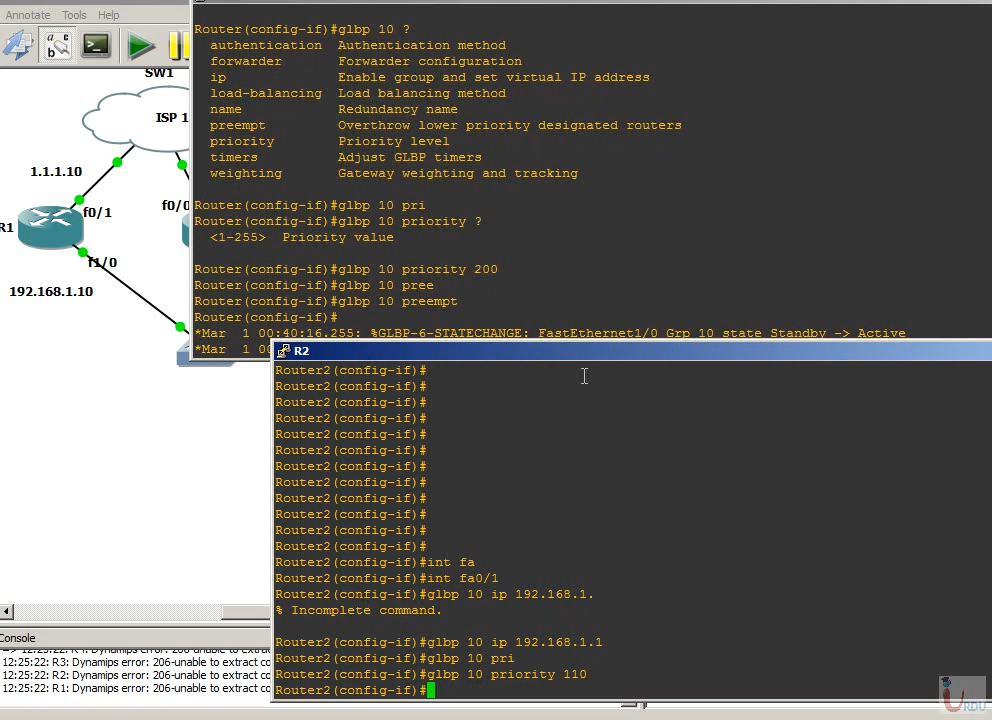 Annotate Tools Help
SW1
ISP 1
1.1.1.10
f0/1
f0/0
R1
f1/0
192.168.1.10
Router(config-if)#glbp 10 ?
authentication Authentication method
forwarder Forwarder configuration
ip Enable group and set virtual IP address
load-balancing Load balancing method
name Redundancy name
preempt Overthrow lower priority designated routers
priority Priority level
timers Adjust GLBP timers
weighting Gateway weighting and tracking
Router(config-if)#glbp 10 pri
Router(config-if)#glbp 10 priority ?
<1-255> Priority value
Router(config-if)#glbp 10 priority 200
Router(config-if)#glbp 10 pree
Router(config-if)#glbp 10 preempt
Router(config-if)#
*Mar 1 00:40:16.255: %GLBP-6-STATECHANGE: FastEthernet1/0 Grp 10 state Standby -> Active
*Mar 1 00
R2
Router2(config-if)#
Router2(config-if)#
Router2(config-if)#
Router2(config-if)#
Router2(config-if)#
Router2(config-if)#
Router2(config-if)#
Router2(config-if)#
Router2(config-if)#
Router2(config-if)#
Router2(config-if)#
Router2(config-if)#
Router2(config-if)#int fa
Router2(config-if)#int fa0/1
Router2(config-if)#glbp 10 ip 192.168.1.
% Incomplete command.
Router2(config-if)#glbp 10 ip 192.168.1.1
Router2(config-if)#glbp 10 pri
Router2(config-if)#glbp 10 priority 110
Router2(config-if)#
Console
12:25:22: R3: Dynamips error: 206-unable to extract co
12:25:22: R2: Dynamips error: 206-unable to extract co
12:25:22: R1: Dynamips error: 206-unable to extract co
URDU